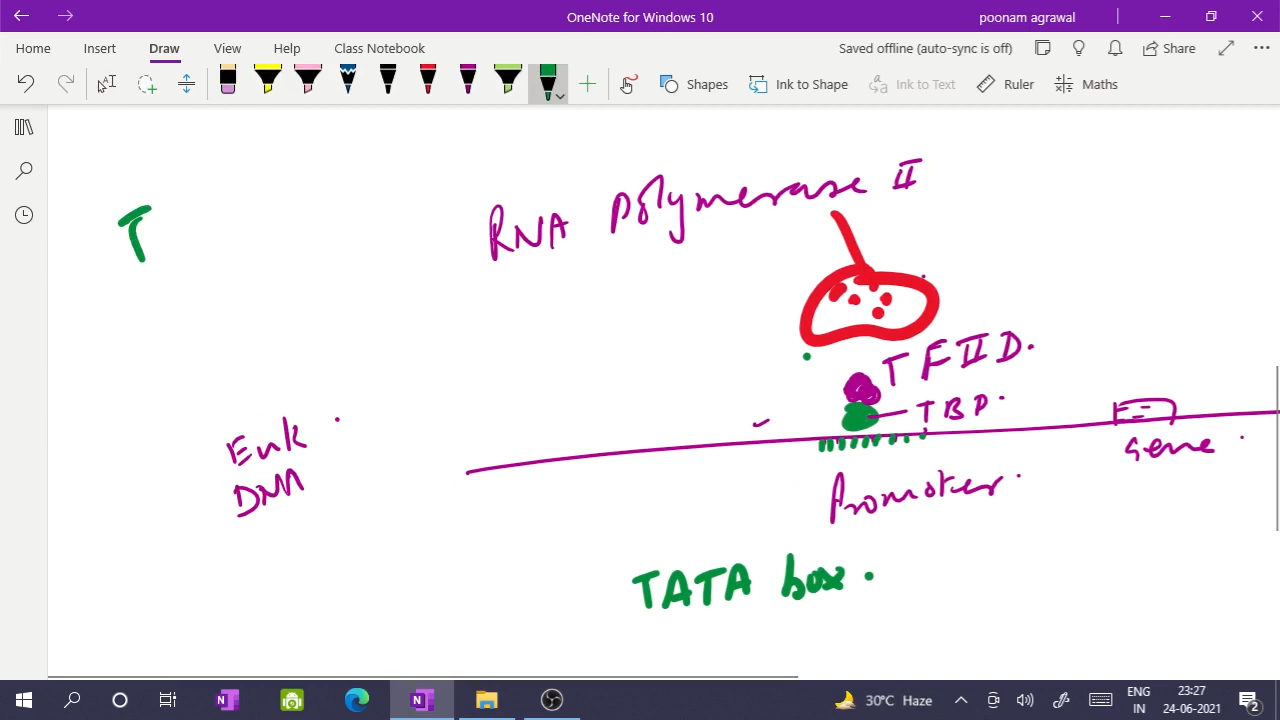 OneNote for Windows 10
poonam agrawal
Home Insert Draw View Help Class Notebook
Saved offline (auto-sync is off)
Share
Shapes Ink to Shape Ink to Text Ruler Maths
T
RNA polymerase II
TFIID.
TBP.
Euk
DNA
Gene
Promoter.
TATA box.
30°C Haze
ENG
IN
23:27
24-06-2021
2